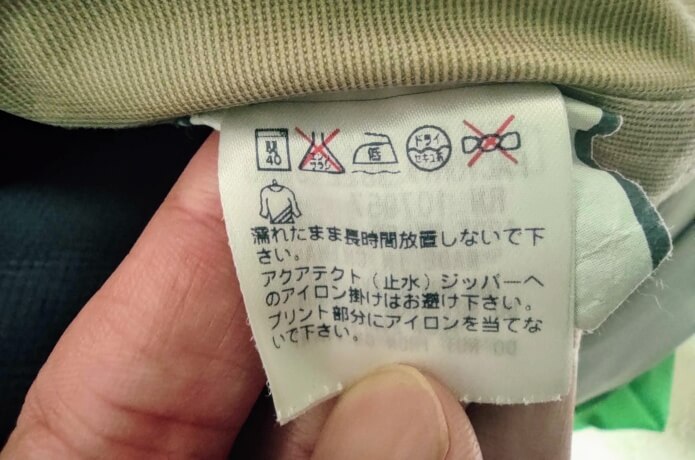 40
エンソ
サラシ
低
ドライ
セキユ系
濡れたまま長時間放置しないで下
さい。
アクアテクト（止水）ジッパーへ
のアイロン掛けはお避け下さい。
プリント部分にアイロンを当てな
いで下さい。